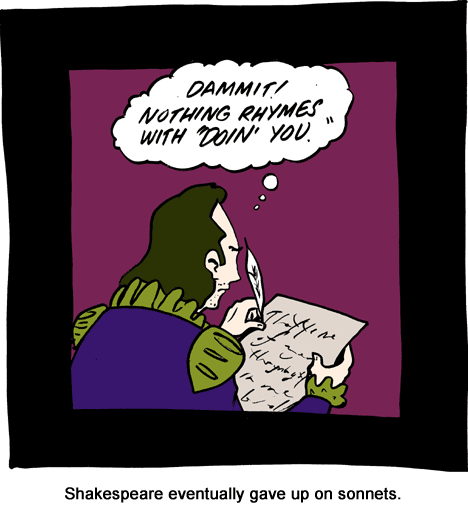 DAMMIT!
NOTHING RHYMES
WITH "DOIN' YOU."
Shakespeare eventually gave up on sonnets.